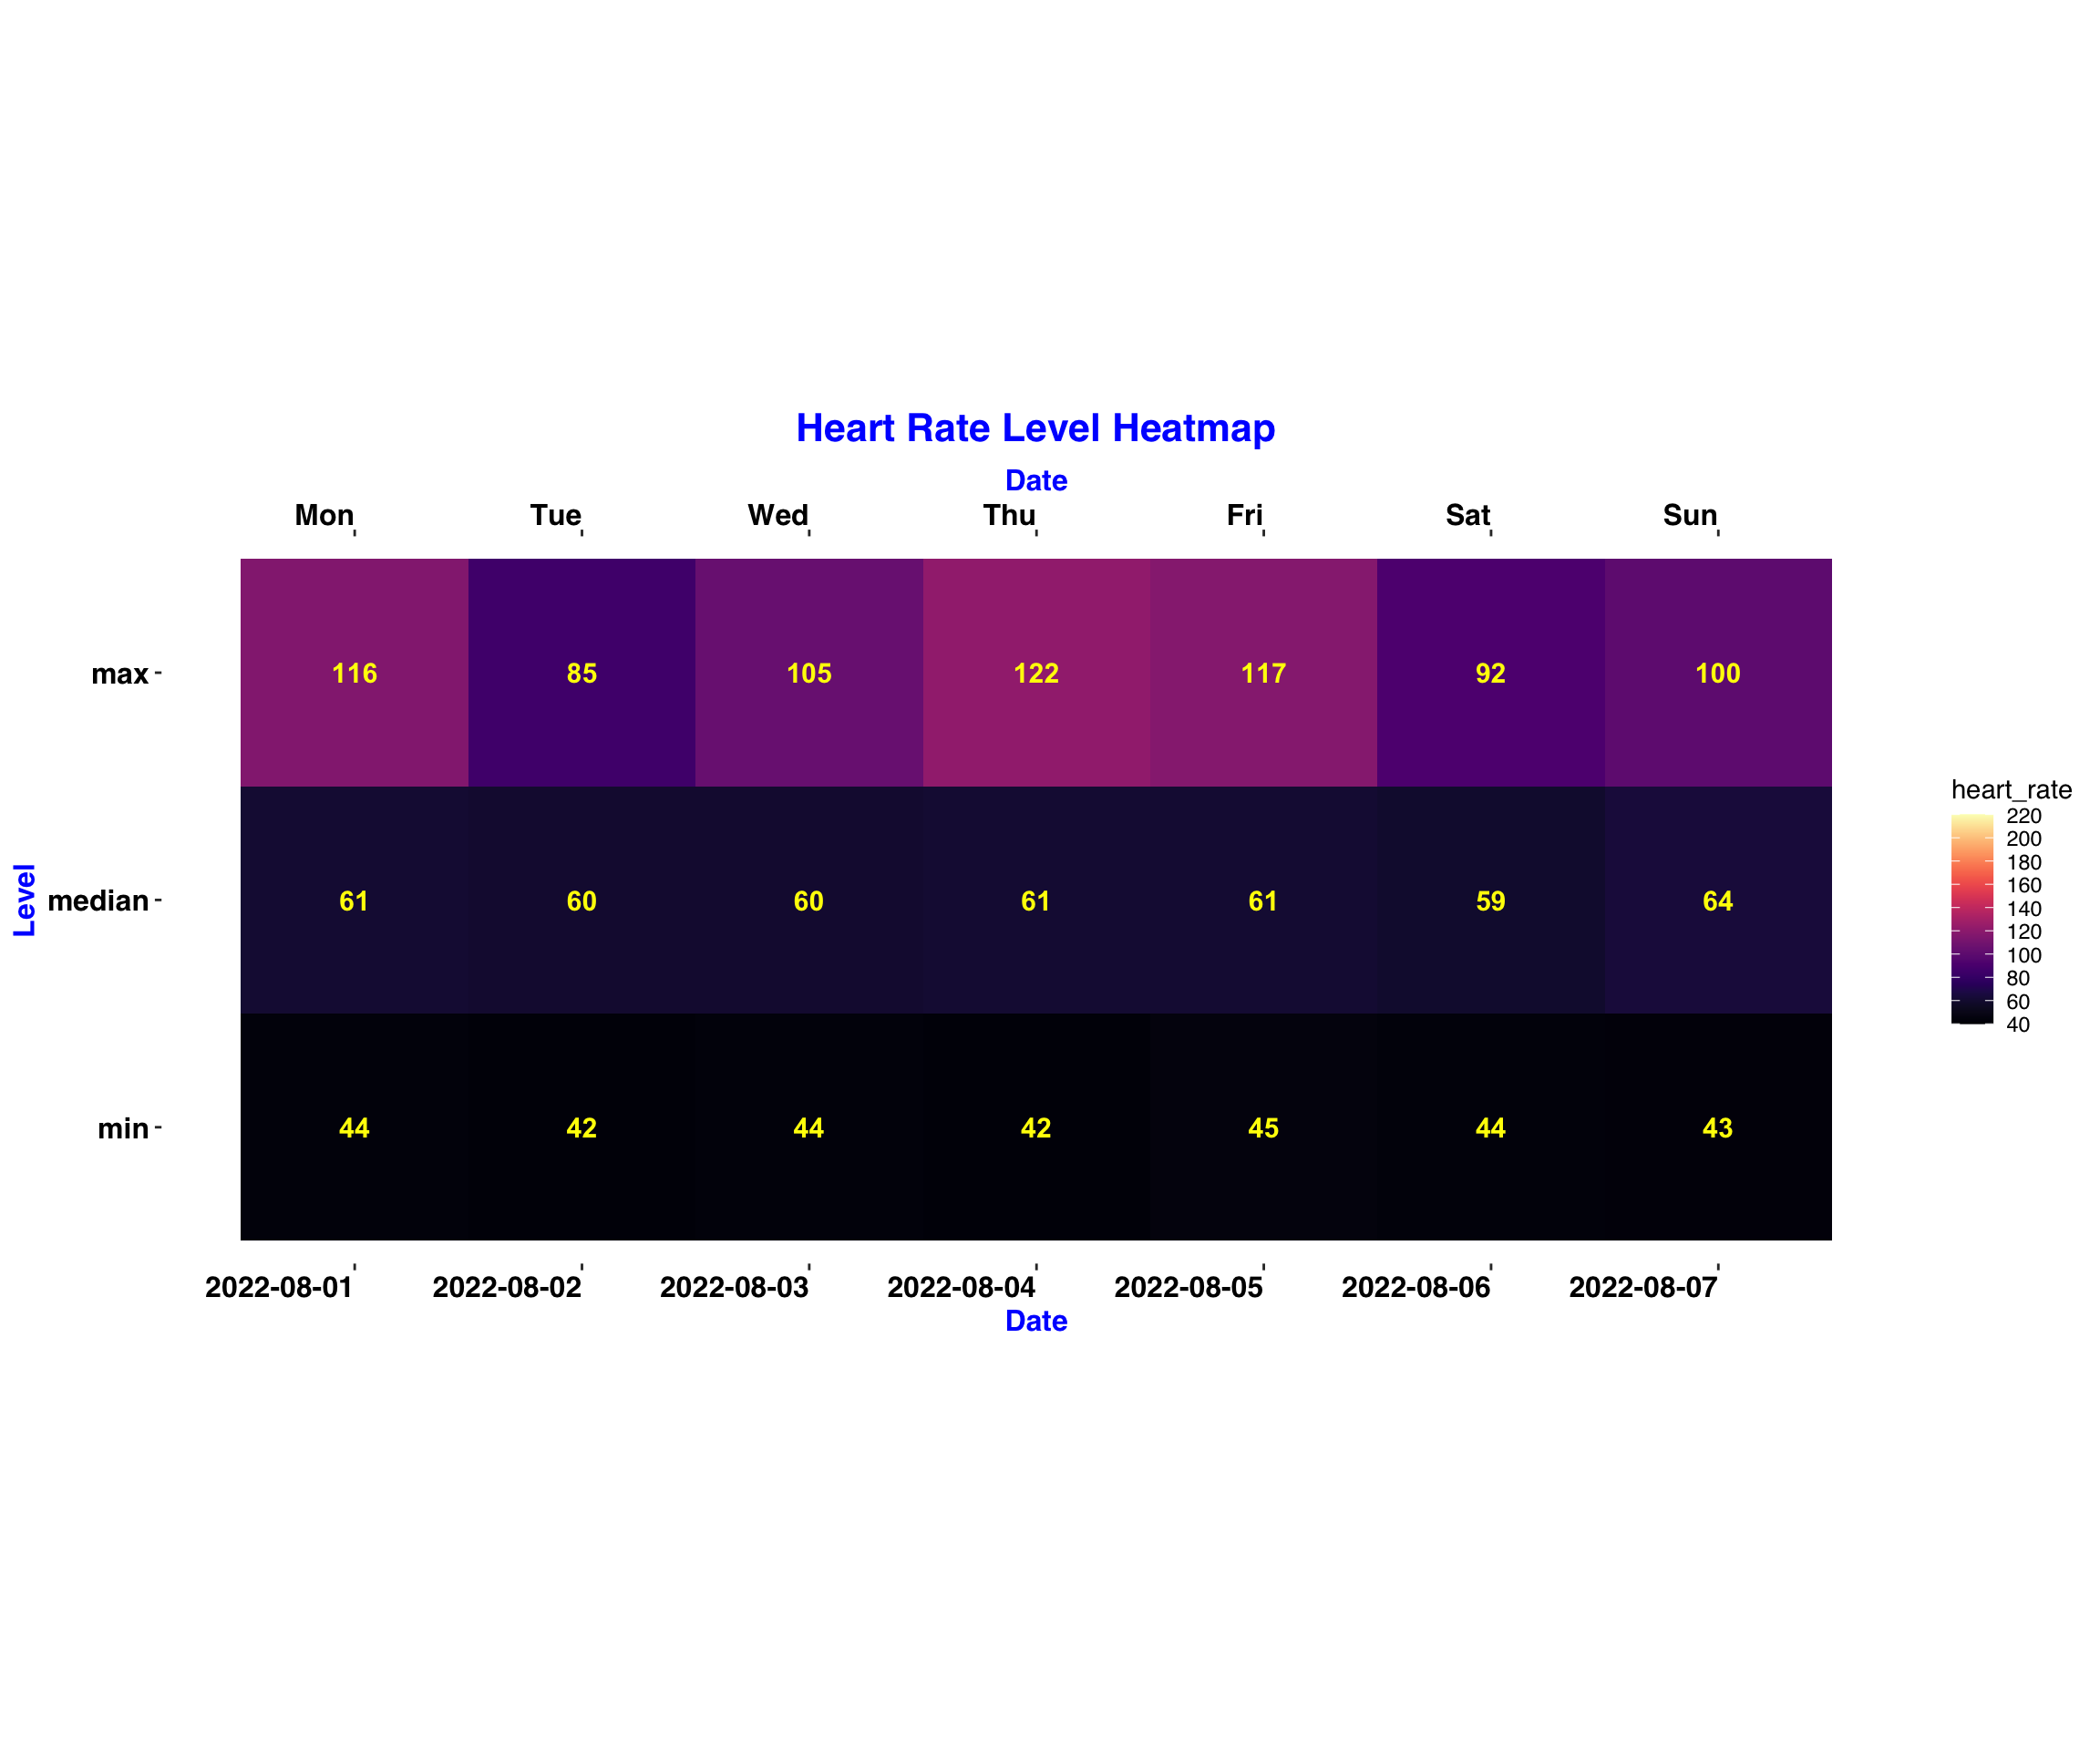 Heart Rate Level Heatmap
Date
Mon Tue Wed Thu Fri Sat Sun
max 116 85 105 122 117 92 100
Level
median 61 60 60 61 61 59 64
min 44 42 44 42 45 44 43
2022-08-01 2022-08-02 2022-08-03 2022-08-04 2022-08-05 2022-08-06 2022-08-07
Date
heart_rate
220
200
180
160
140
120
100
80
60
40